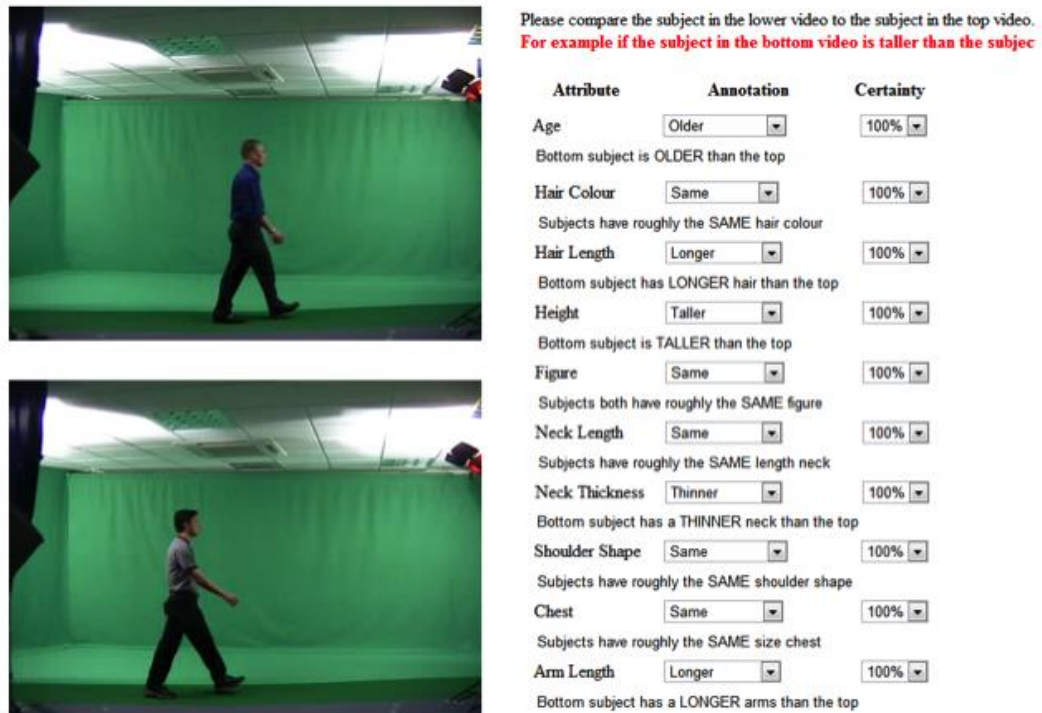 Please compare the subject in the lower video to the subject in the top video.
For example if the subject in the bottom video is taller than the subjec
Attribute Annotation Certainty
Age Older 100%
Bottom subject is OLDER than the top
Hair Colour Same 100%
Subjects have roughly the SAME hair colour
Hair Length Longer 100%
Bottom subject has LONGER hair than the top
Height Taller 100%
Bottom subject is TALLER than the top
Figure Same 100%
Subjects both have roughly the SAME figure
Neck Length Same 100%
Subjects have roughly the SAME length neck
Neck Thickness Thinner 100%
Bottom subject has a THINNER neck than the top
Shoulder Shape Same 100%
Subjects have roughly the SAME shoulder shape
Chest Same 100%
Subjects have roughly the SAME size chest
Arm Length Longer 100%
Bottom subject has a LONGER arms than the top